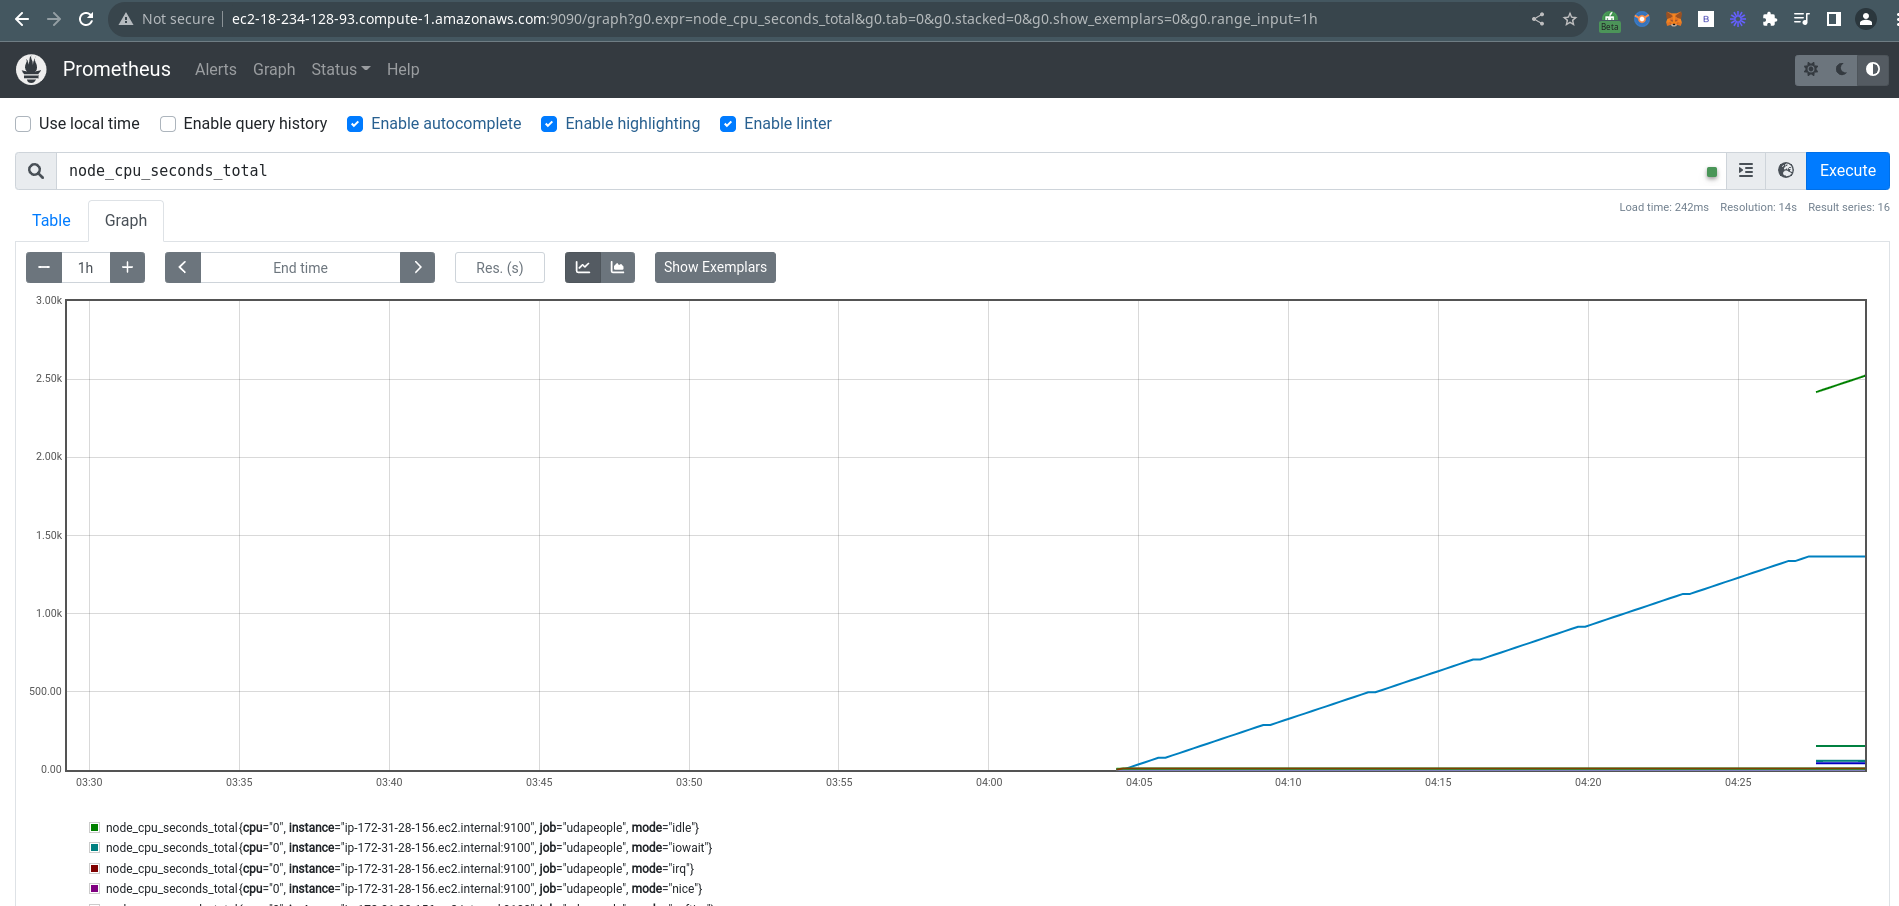 Not secure ec2-18-234-128-93.compute-1.amazonaws.com:9090/graph?g0.expr=node_cpu_seconds_total&g0.tab=0&g0.stacked=0&g0.show_exemplars=0&g0.range_input=1h
Beta B
Prometheus Alerts Graph Status Help
Use local time Enable query history Enable autocomplete Enable highlighting Enable linter
node_cpu_seconds_total Execute
Load time: 242ms Resolution: 14s Result series: 16
Table Graph
1h End time Res. (s) Show Exemplars
3.00k
2.50k
2.00k
1.50k
1.00k
500.00
0.00
03:30 03:35 03:40 03:45 03:50 03:55 04:00 04:05 04:10 04:15 04:20 04:25
node_cpu_seconds_total{cpu="0", instance="ip-172-31-28-156.ec2.internal:9100", job="udapeople", mode="idle"}
node_cpu_seconds_total{cpu="0", instance="ip-172-31-28-156.ec2.internal:9100", job="udapeople", mode="iowait"}
node_cpu_seconds_total{cpu="0", instance="ip-172-31-28-156.ec2.internal:9100", job="udapeople", mode="irq"}
node_cpu_seconds_total{cpu="0", instance="ip-172-31-28-156.ec2.internal:9100", job="udapeople", mode="nice"}